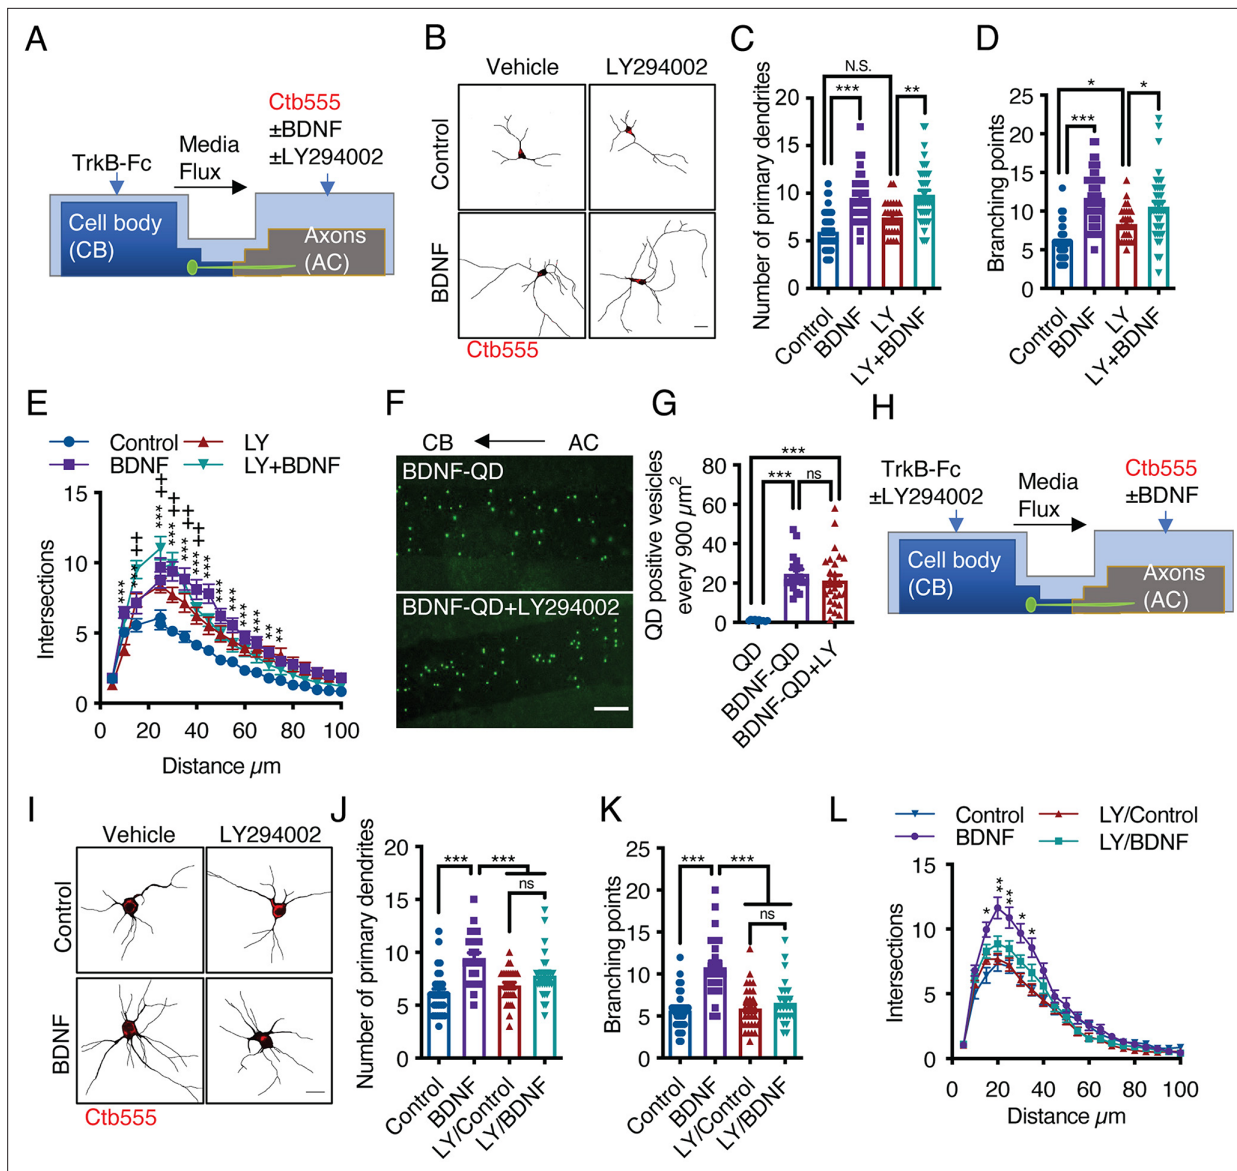 A
TrkB-Fc
Media
Flux
Ctb555
±BDNF
±LY294002
Cell body
(CB)
Axons
(AC)
B
Vehicle
LY294002
Control
BDNF
Ctb555
C
Number of primary dendrites
20
15
10
5
0
N.S.
***
**
Control
BDNF
LY
LY+BDNF
D
Branching points
25
20
15
10
5
0
*
***
*
Control
BDNF
LY
LY+BDNF
E
Control
BDNF
LY
LY+BDNF
Intersections
15
10
5
0
0 20 40 60 80 100
Distance µm
F
CB
AC
BDNF-QD
BDNF-QD+LY294002
G
QD positive vesicles
every 900 µm²
80
60
40
20
0
***
***
ns
QD
BDNF-QD
BDNF-QD+LY
H
TrkB-Fc
±LY294002
Media
Flux
Ctb555
±BDNF
Cell body
(CB)
Axons
(AC)
I
Vehicle
LY294002
Control
BDNF
Ctb555
J
Number of primary dendrites
20
15
10
5
0
***
***
ns
Control
BDNF
LY/Control
LY/BDNF
K
Branching points
25
20
15
10
5
0
***
***
ns
Control
BDNF
LY/Control
LY/BDNF
L
Control
BDNF
LY/Control
LY/BDNF
Intersections
15
10
5
0
*
**
**
*
*
0 20 40 60 80 100
Distance µm